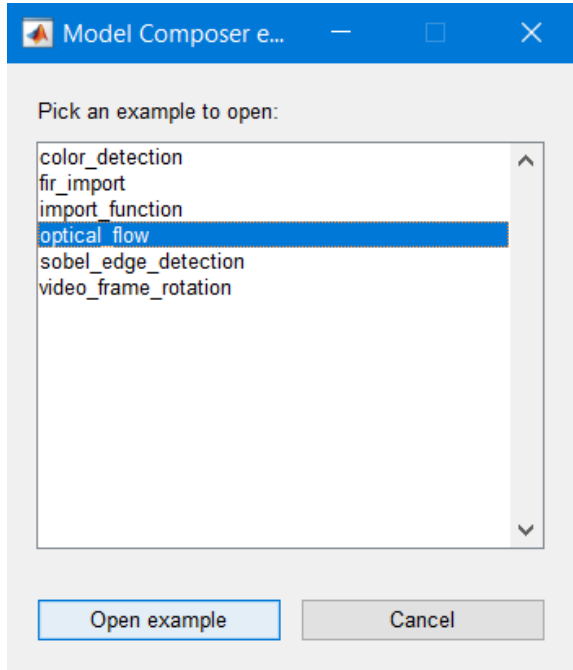 Model Composer e...
Pick an example to open:
color_detection
fir_import
import_function
optical_flow
sobel_edge_detection
video_frame_rotation
Open example
Cancel